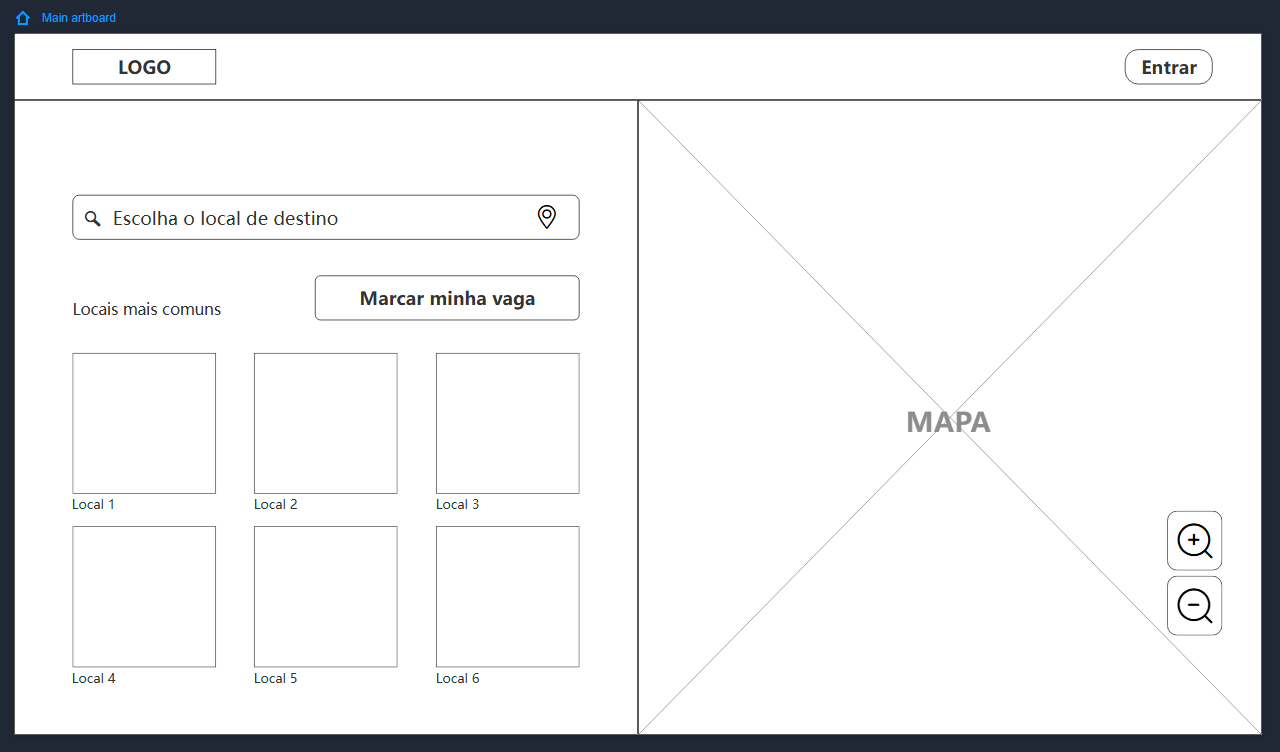 Main artboard
LOGO
Entrar
Escolha o local de destino
Marcar minha vaga
Locais mais comuns
Local 1
Local 2
Local 3
Local 4
Local 5
Local 6
MAPA